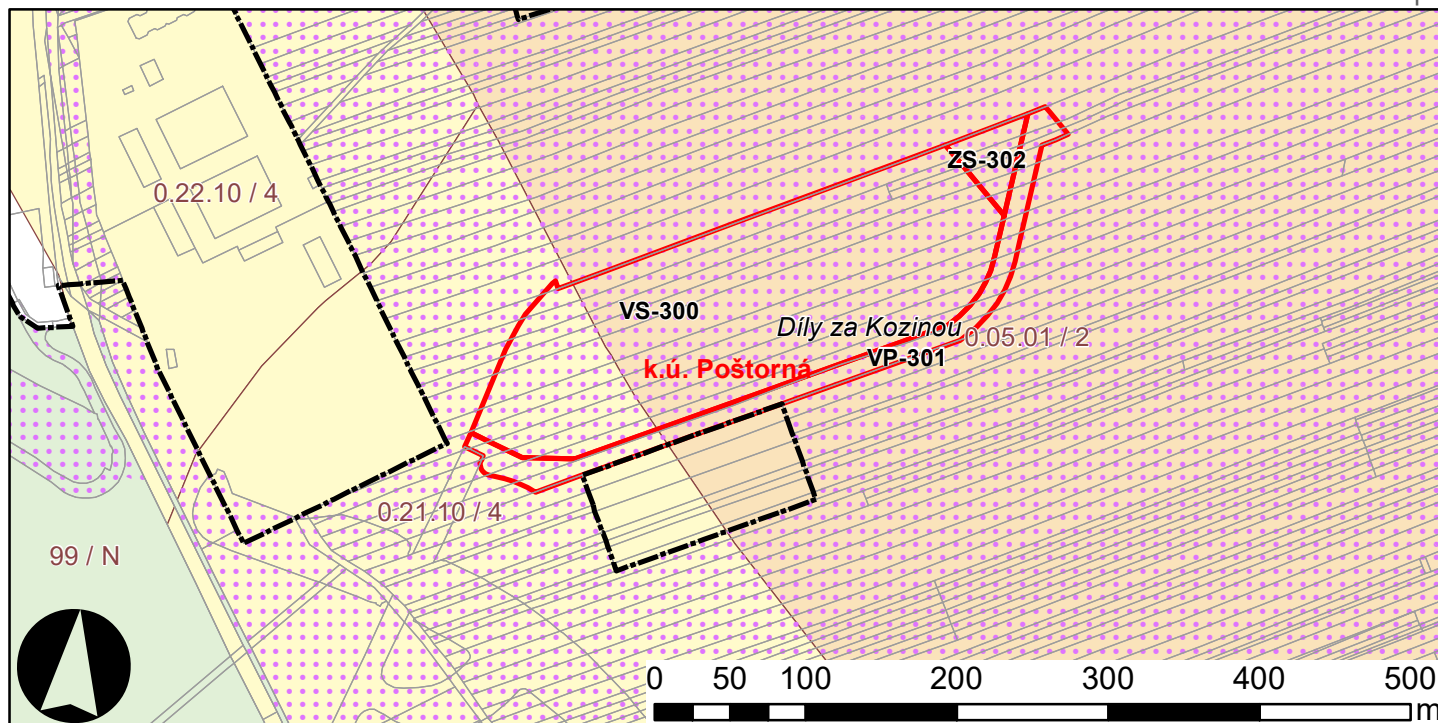 ZS-302
0.22.10 / 4
VS-300
Díly za Kozinou
0.05.01 / 2
VP-301
k.ú. Poštorná
0.21.10 / 4
99 / N
0 50 100 200 300 400 500
m